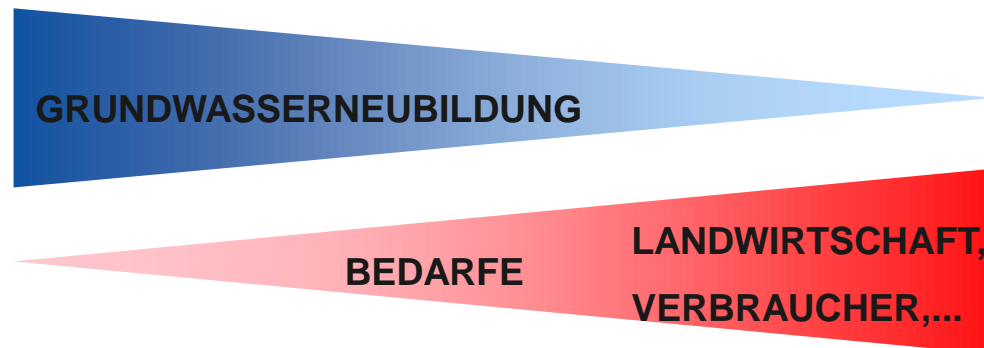 GRUNDWASSERNEUBILDUNG
BEDARFE
LANDWIRTSCHAFT,
VERBRAUCHER,...